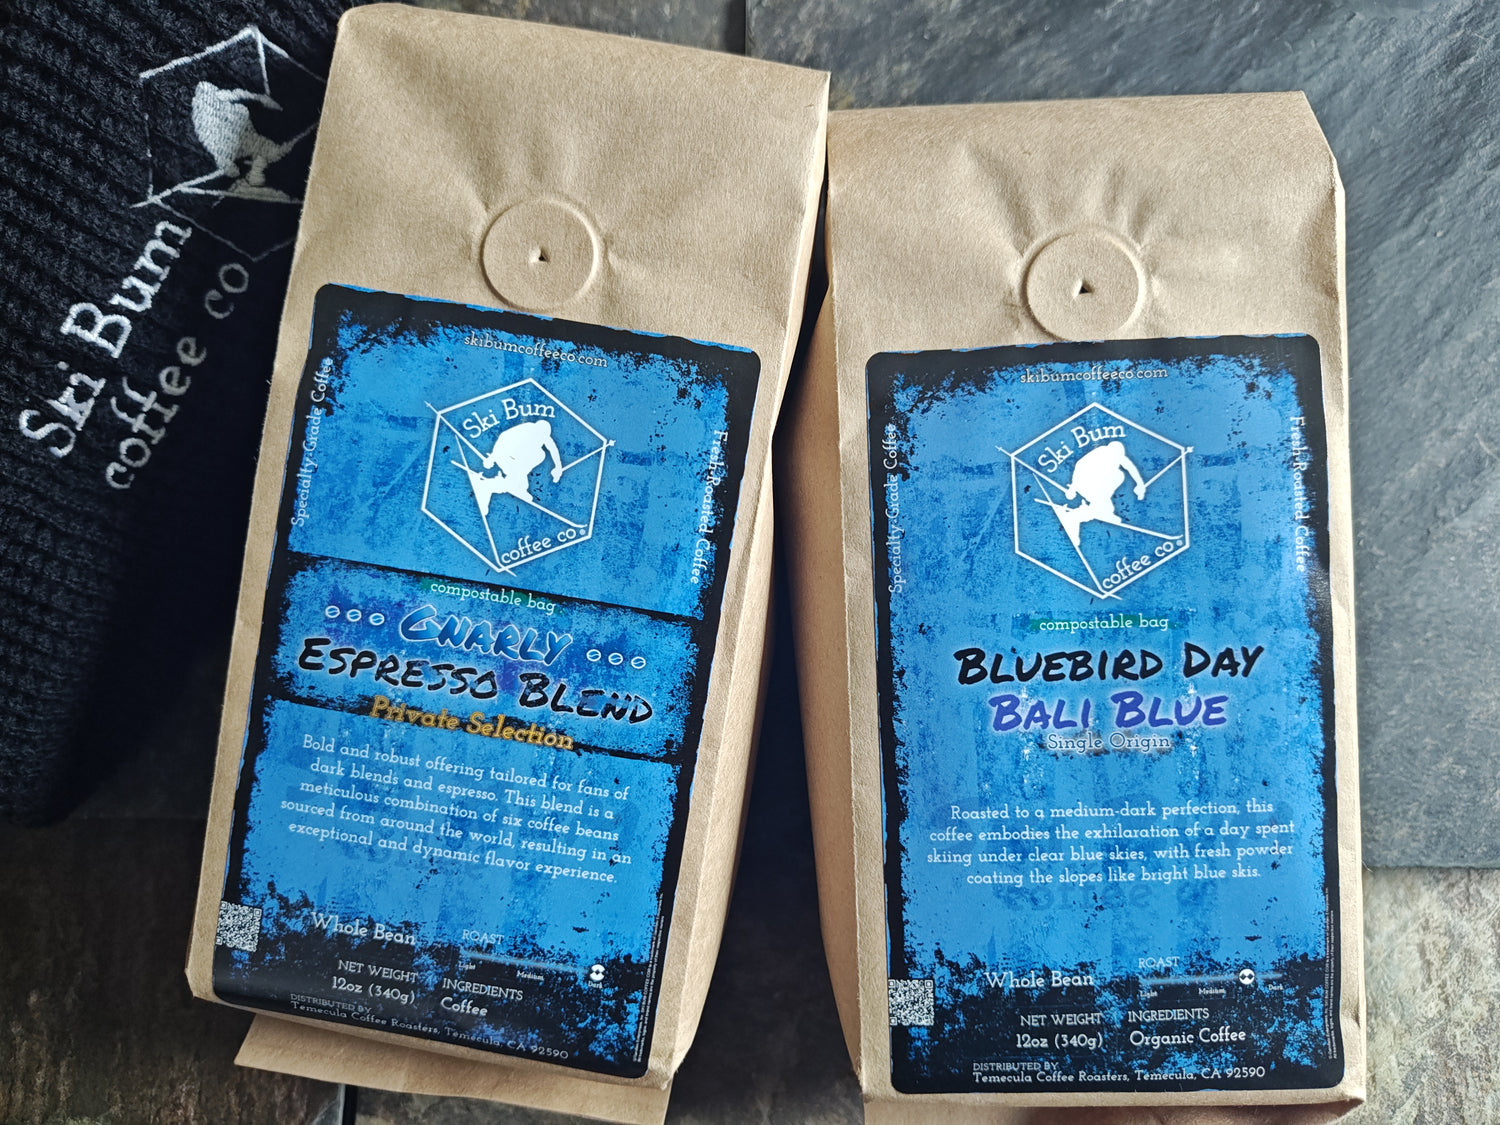 Ski Bum
coffee co
skibumcoffeeco.com
Specialty Grade Coffee
Fresh Roasted Coffee
Ski Bum
coffee co®
compostable bag
Gnarly
Espresso Blend
Private Selection
Bold and robust offering tailored for fans of
dark blends and espresso. This blend is a
meticulous combination of six coffee beans
sourced from around the world, resulting in an
exceptional and dynamic flavor experience.
Whole Bean
ROAST
Light
Medium
Dark
NET WEIGHT
12oz (340g)
INGREDIENTS
Coffee
DISTRIBUTED BY
Temecula Coffee Roasters, Temecula, CA 92590
skibumcoffeeco.com
Specialty Grade Coffee
Fresh Roasted Coffee
Ski Bum
coffee co®
compostable bag
Bluebird Day
Bali Blue
Single Origin
Roasted to a medium-dark perfection, this
coffee embodies the exhilaration of a day spent
skiing under clear blue skies, with fresh powder
coating the slopes like bright blue skis.
Whole Bean
ROAST
Light
Medium
Dark
NET WEIGHT
12oz (340g)
INGREDIENTS
Organic Coffee
DISTRIBUTED BY
Temecula Coffee Roasters, Temecula, CA 92590